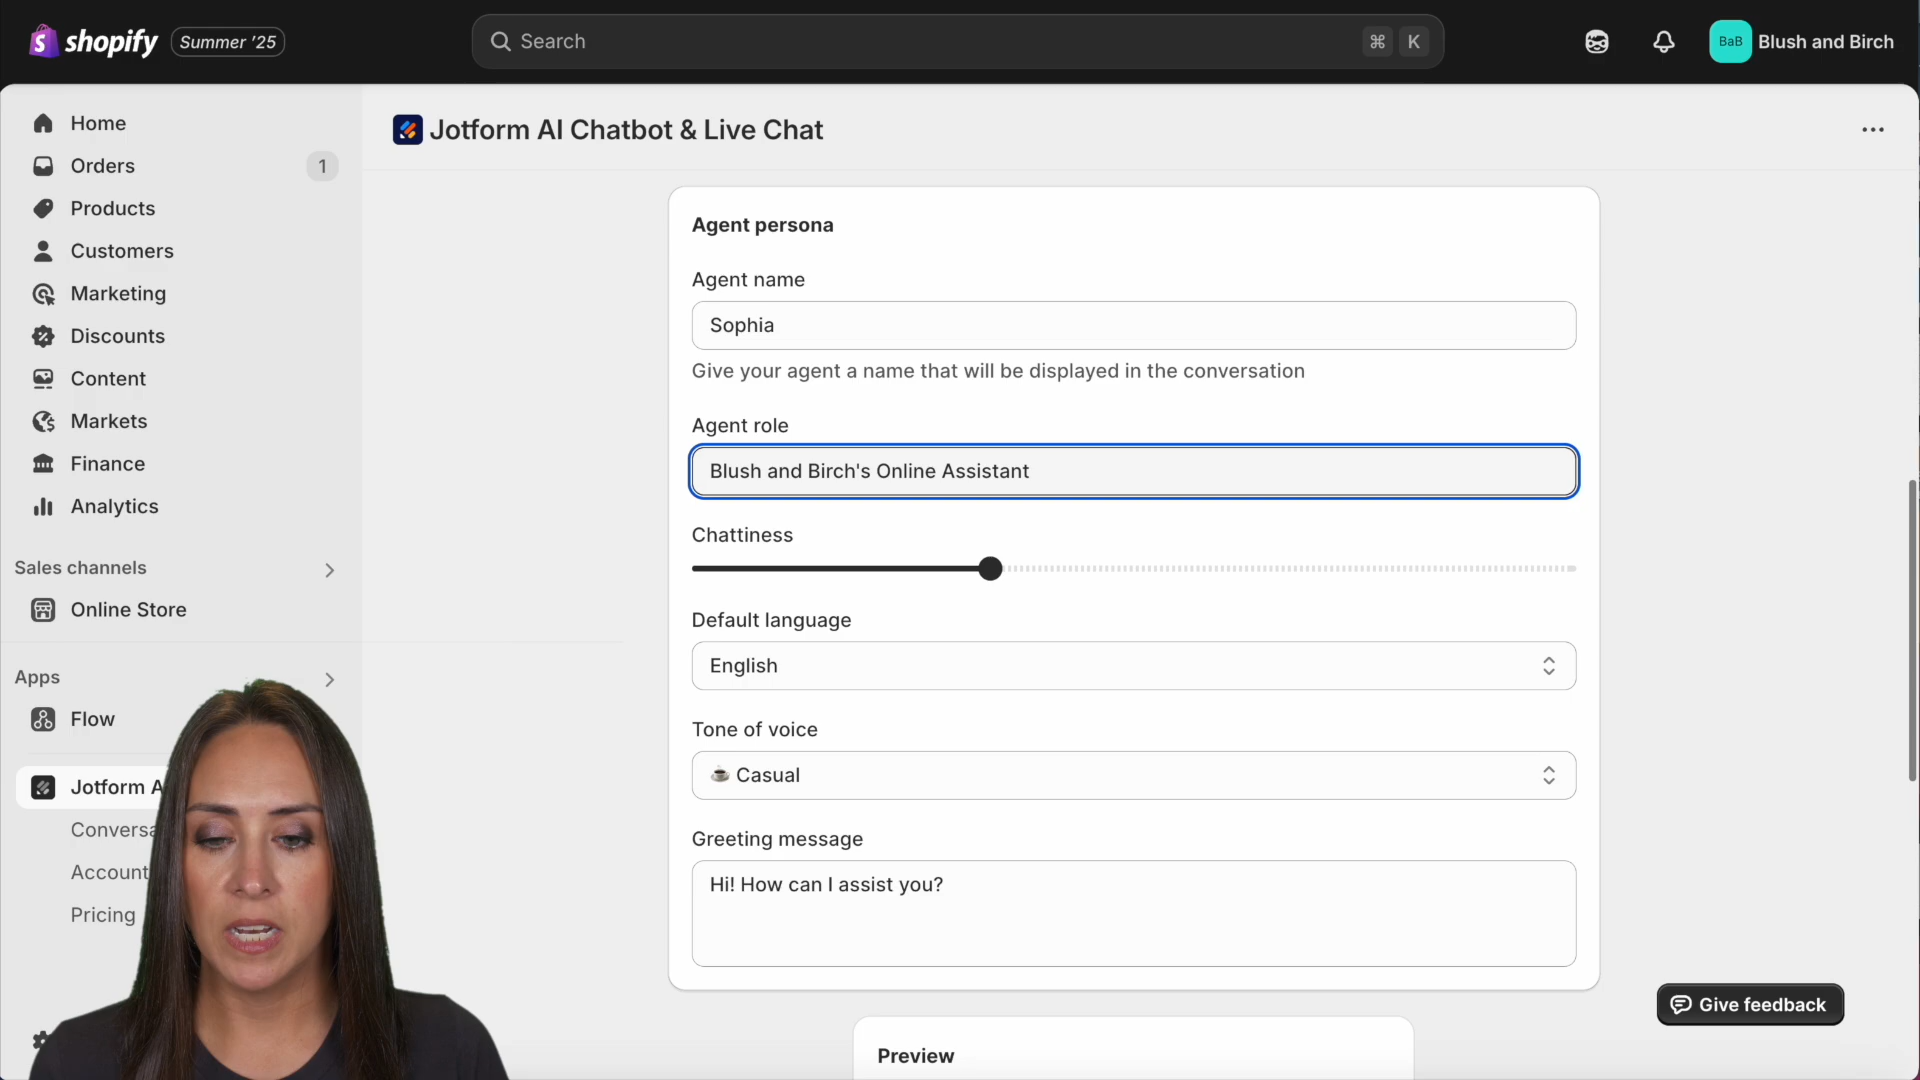 shopify Summer '25
Search
⌘ K
BaB Blush and Birch
Home
Orders 1
Products
Customers
Marketing
Discounts
Content
Markets
Finance
Analytics
Sales channels
Online Store
Apps
Flow
Jotform A
Conversa
Account
Pricing
Jotform AI Chatbot & Live Chat
Agent persona
Agent name
Sophia
Give your agent a name that will be displayed in the conversation
Agent role
Blush and Birch's Online Assistant
Chattiness
Default language
English
Tone of voice
Casual
Greeting message
Hi! How can I assist you?
Give feedback
Preview